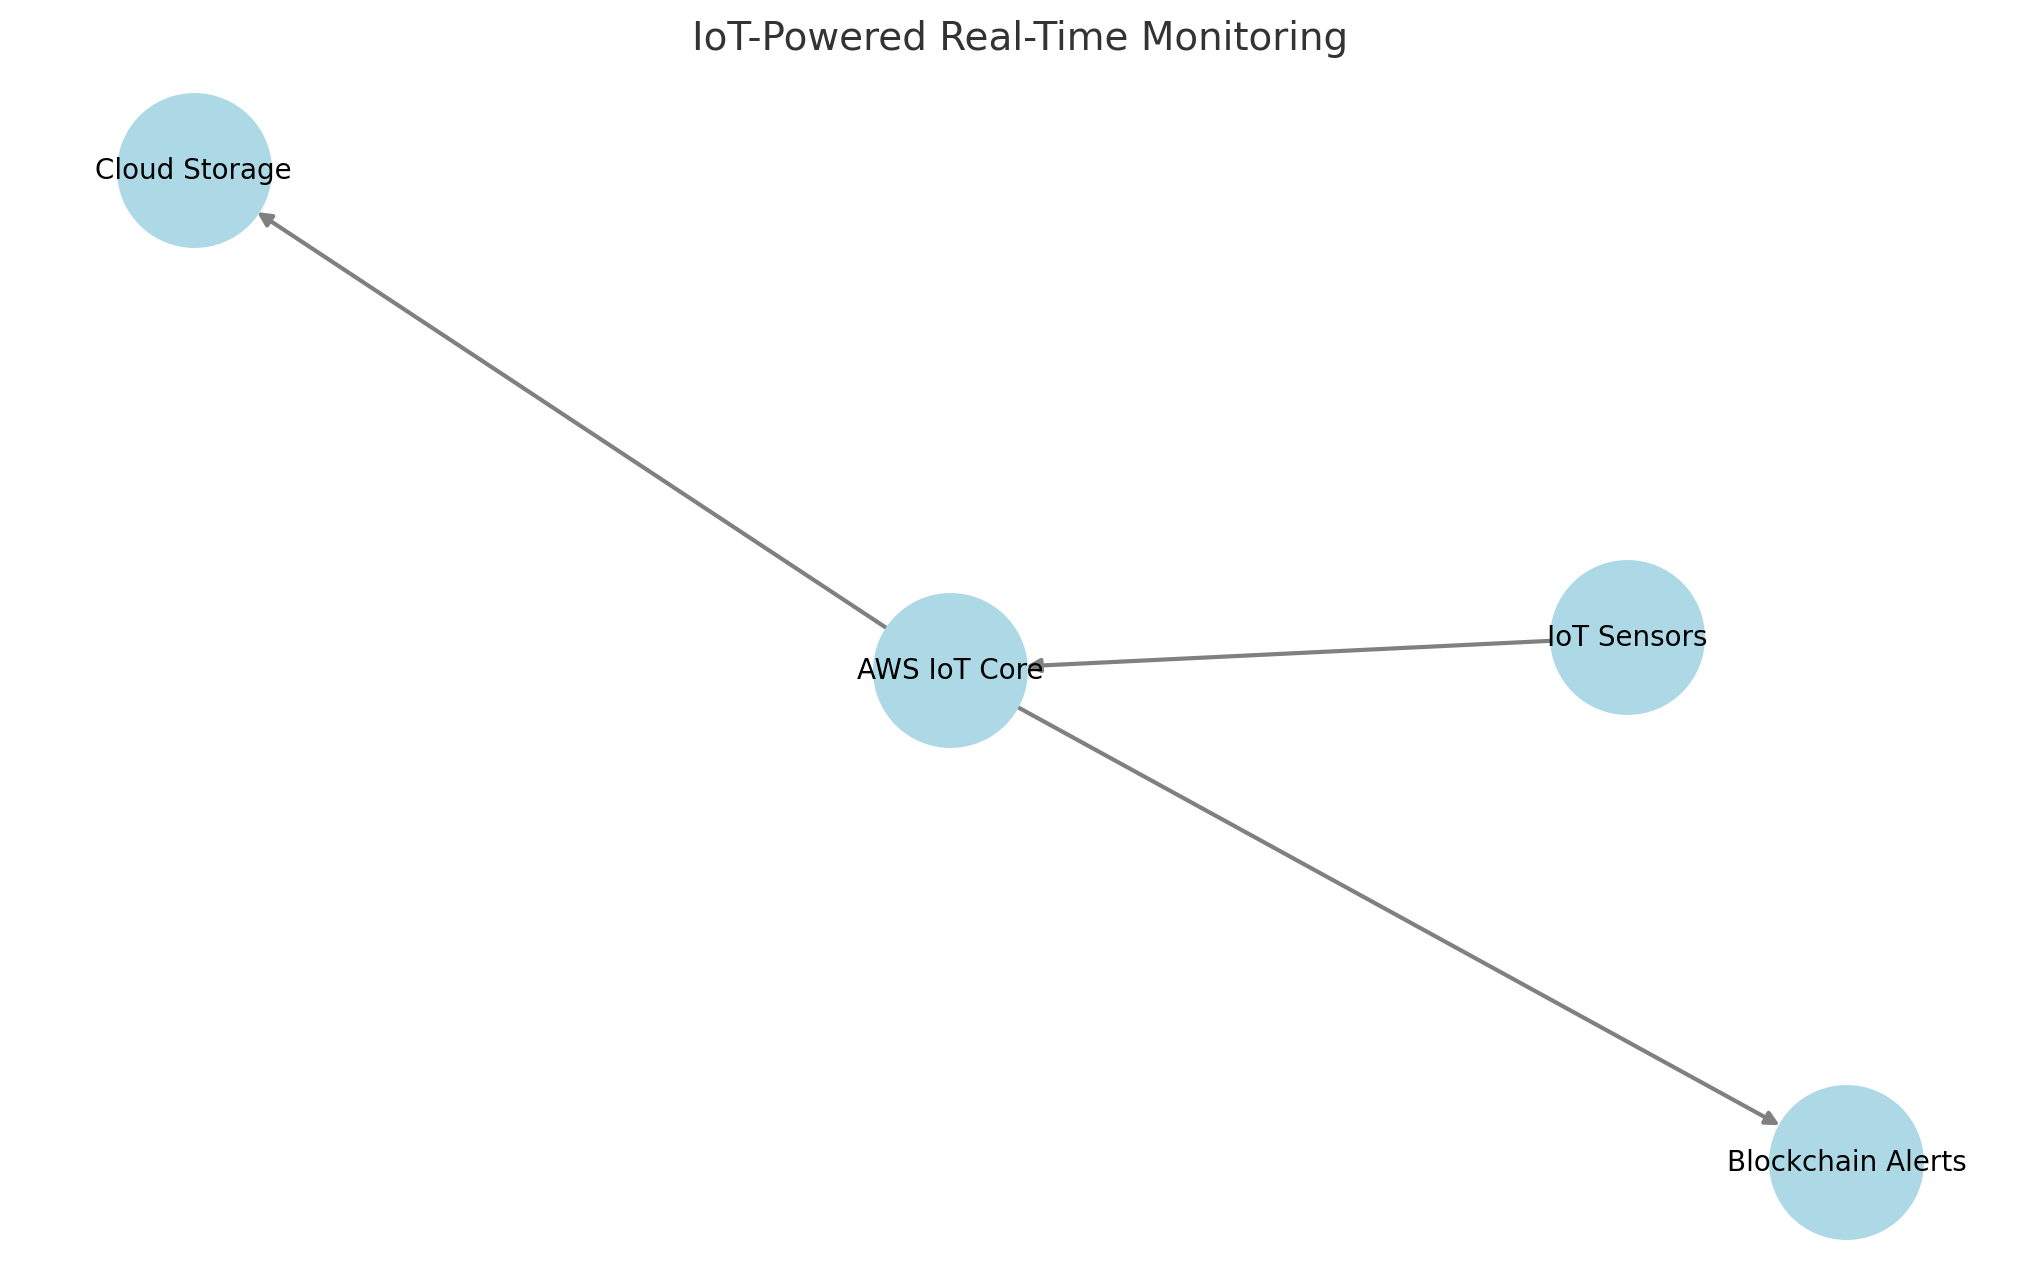 IoT-Powered Real-Time Monitoring
Cloud Storage
IoT Sensors
AWS IoT Core
Blockchain Alerts